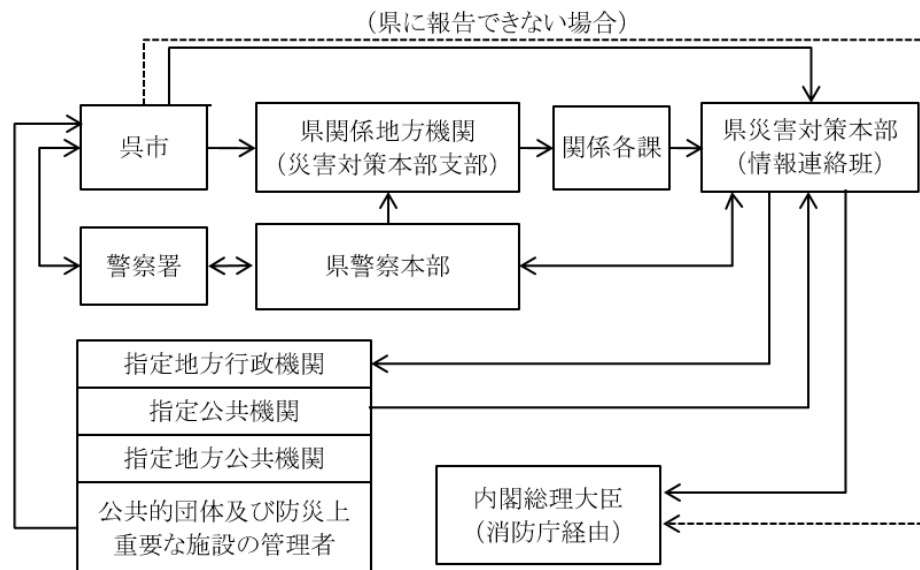 （県に報告できない場合）
呉市
県関係地方機関
（災害対策本部支部）
関係各課
県災害対策本部
（情報連絡班）
警察署
県警察本部
指定地方行政機関
指定公共機関
指定地方公共機関
公共的団体及び防災上
重要な施設の管理者
内閣総理大臣
（消防庁経由）